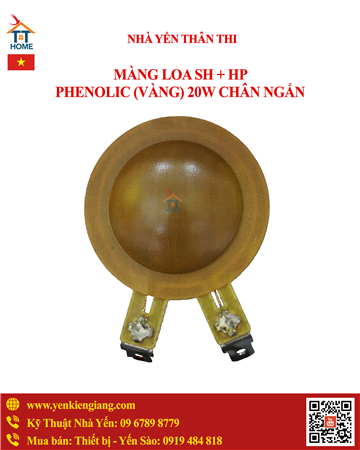 TT
HOME
NHÀ YẾN THÂN THI
MÀNG LOA SH + HP
PHENOLIC (VÀNG) 20W CHÂN NGẮN
www.yenkiengiang.com
Kỹ Thuật Nhà Yến: 09 6789 8779
Mua bán: Thiết bị - Yến Sào: 0919 484 818